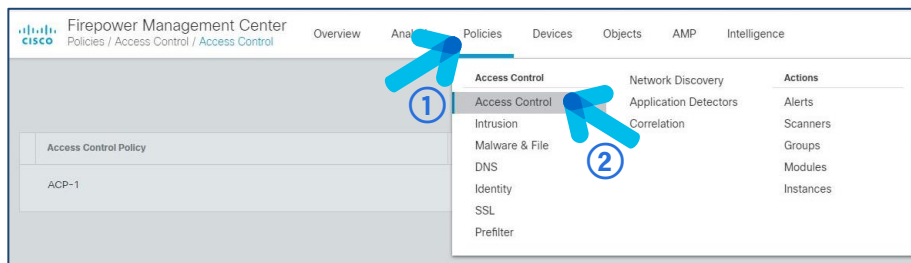 CISCO
Firepower Management Center
Policies / Access Control / Access Control
Overview
Policies
Devices
Objects
AMP
Intelligence
Access Control
Access Control
Intrusion
Malware & File
DNS
Identity
SSL
Prefilter
Network Discovery
Application Detectors
Correlation
Actions
Alerts
Scanners
Groups
Modules
Instances
1
2
Access Control Policy
ACP-1